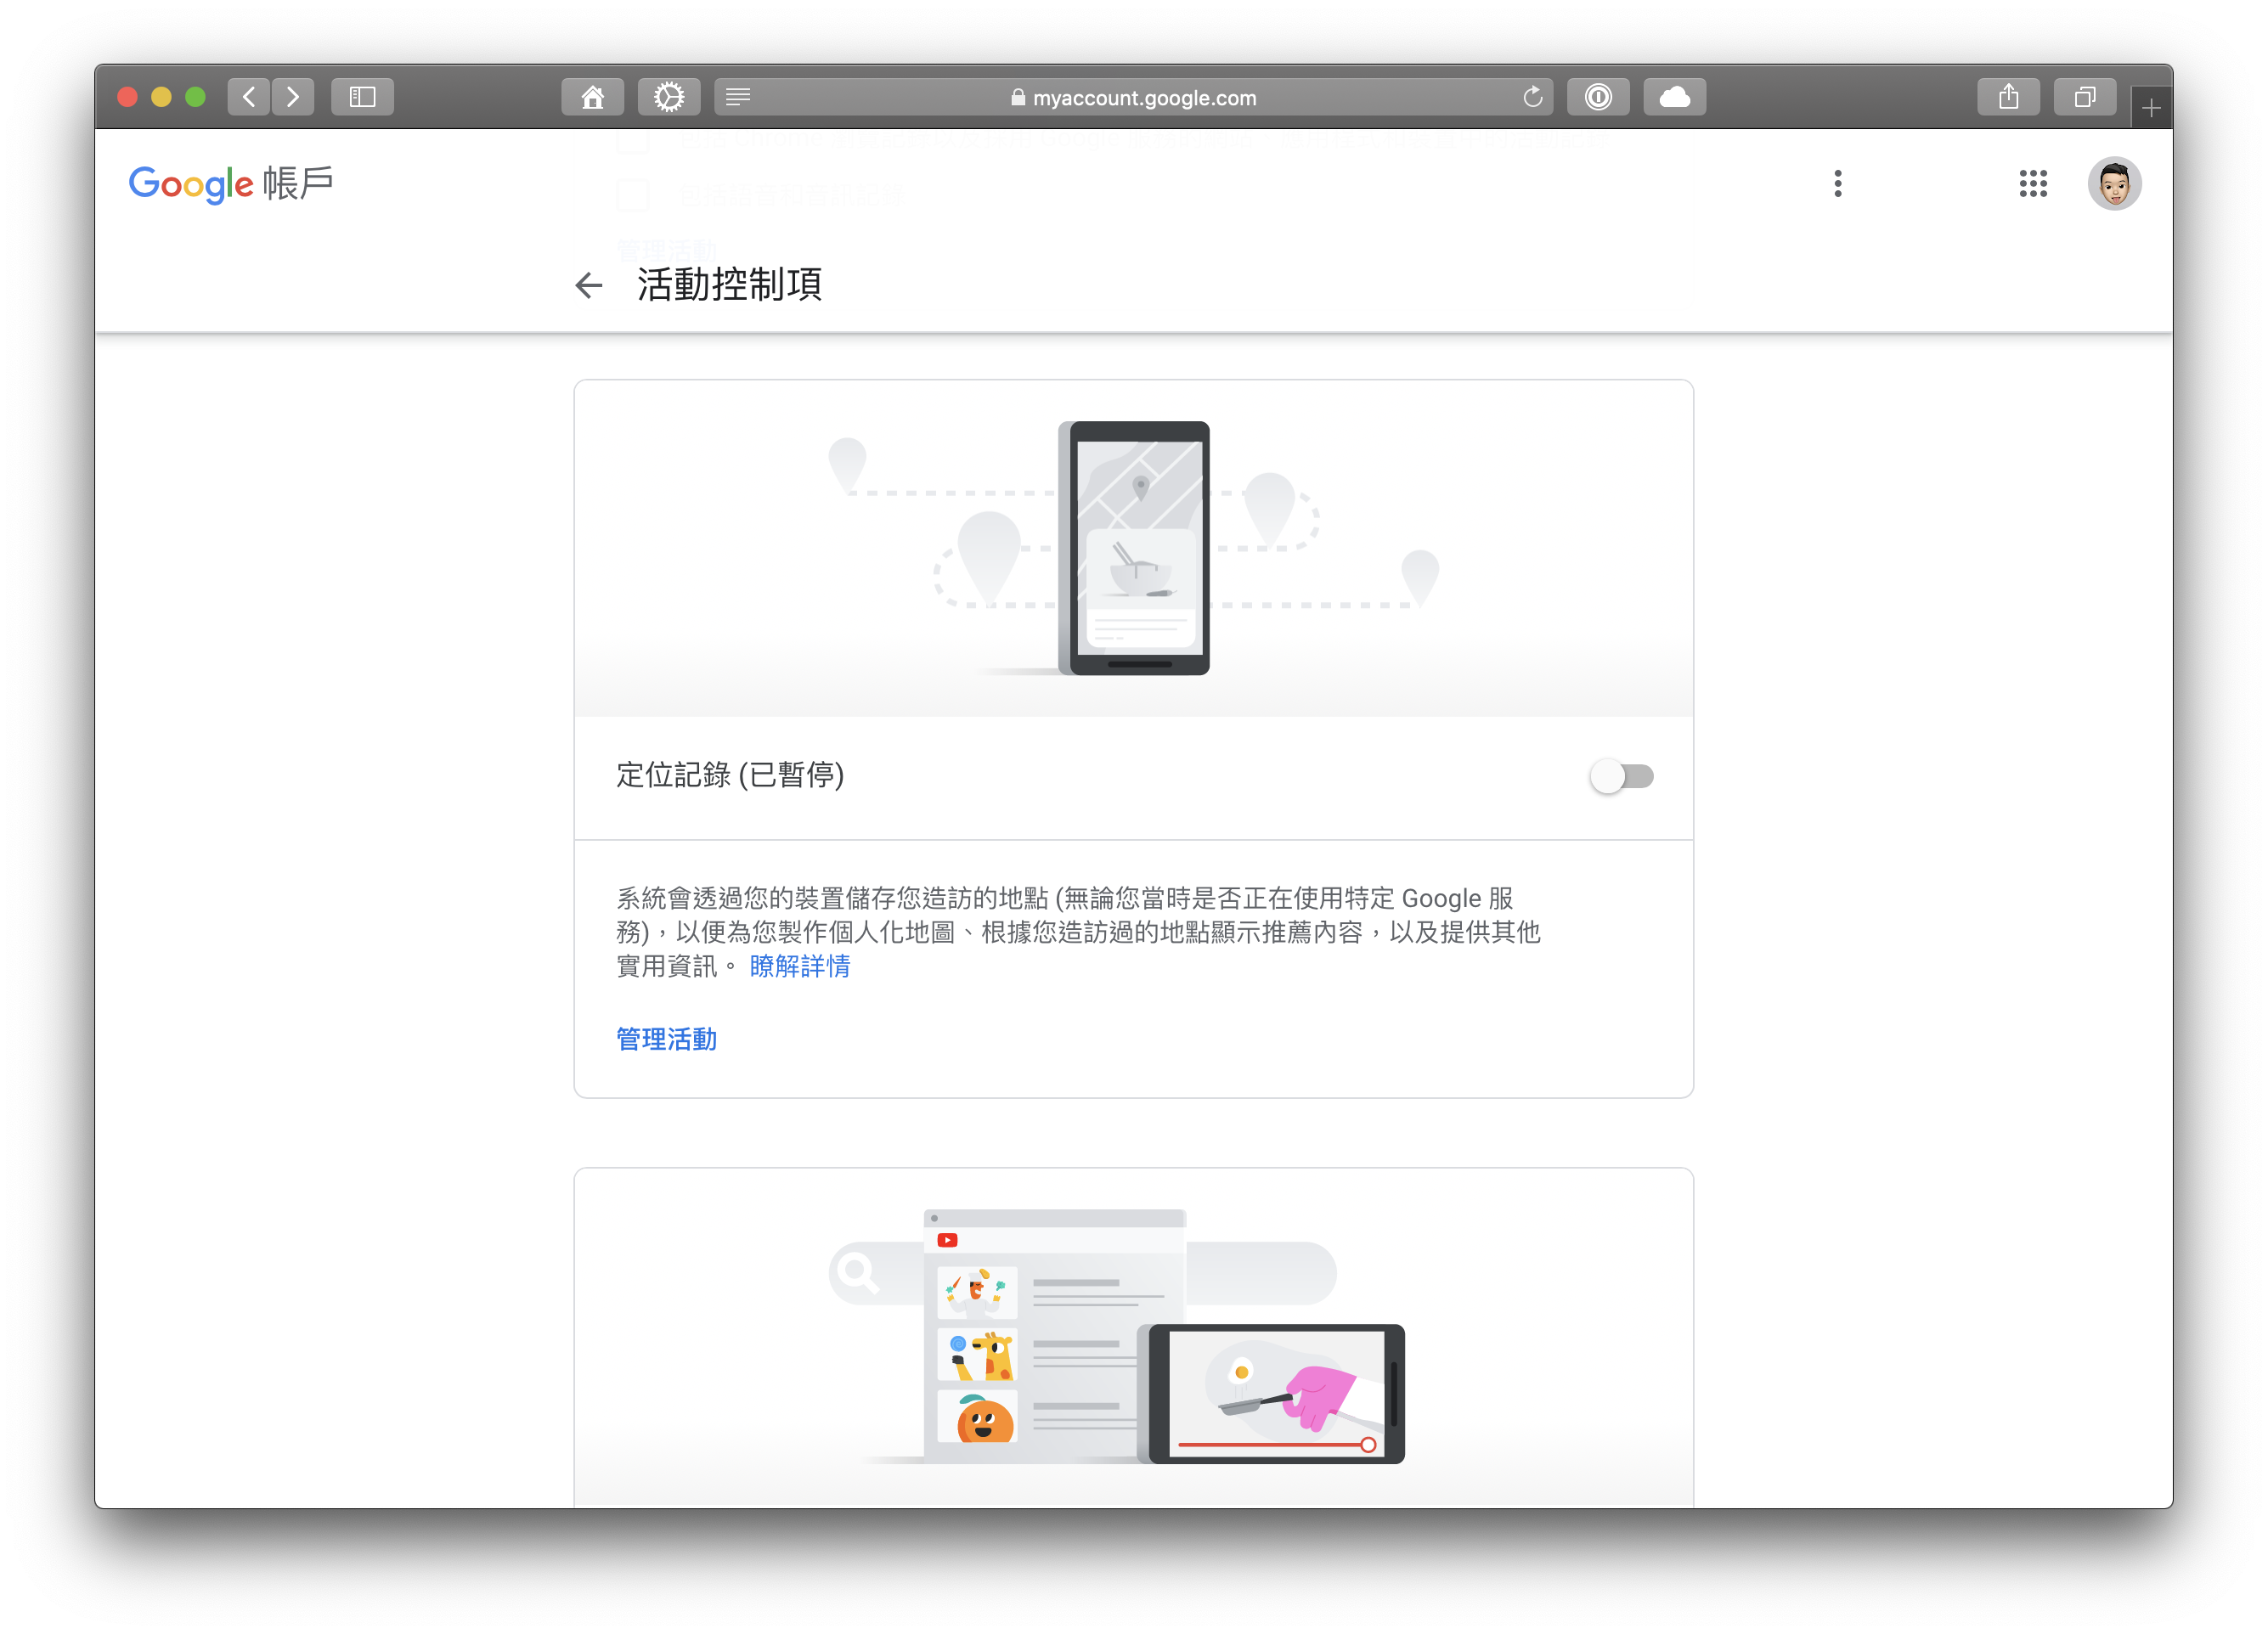 myaccount.google.com
Google 帳戶
管理活動
活動控制項
定位記錄 (已暫停)
系統會透過您的裝置儲存您造訪的地點 (無論您當時是否正在使用特定 Google 服
務)，以便為您製作個人化地圖、根據您造訪過的地點顯示推薦內容，以及提供其他
實用資訊。 瞭解詳情
管理活動